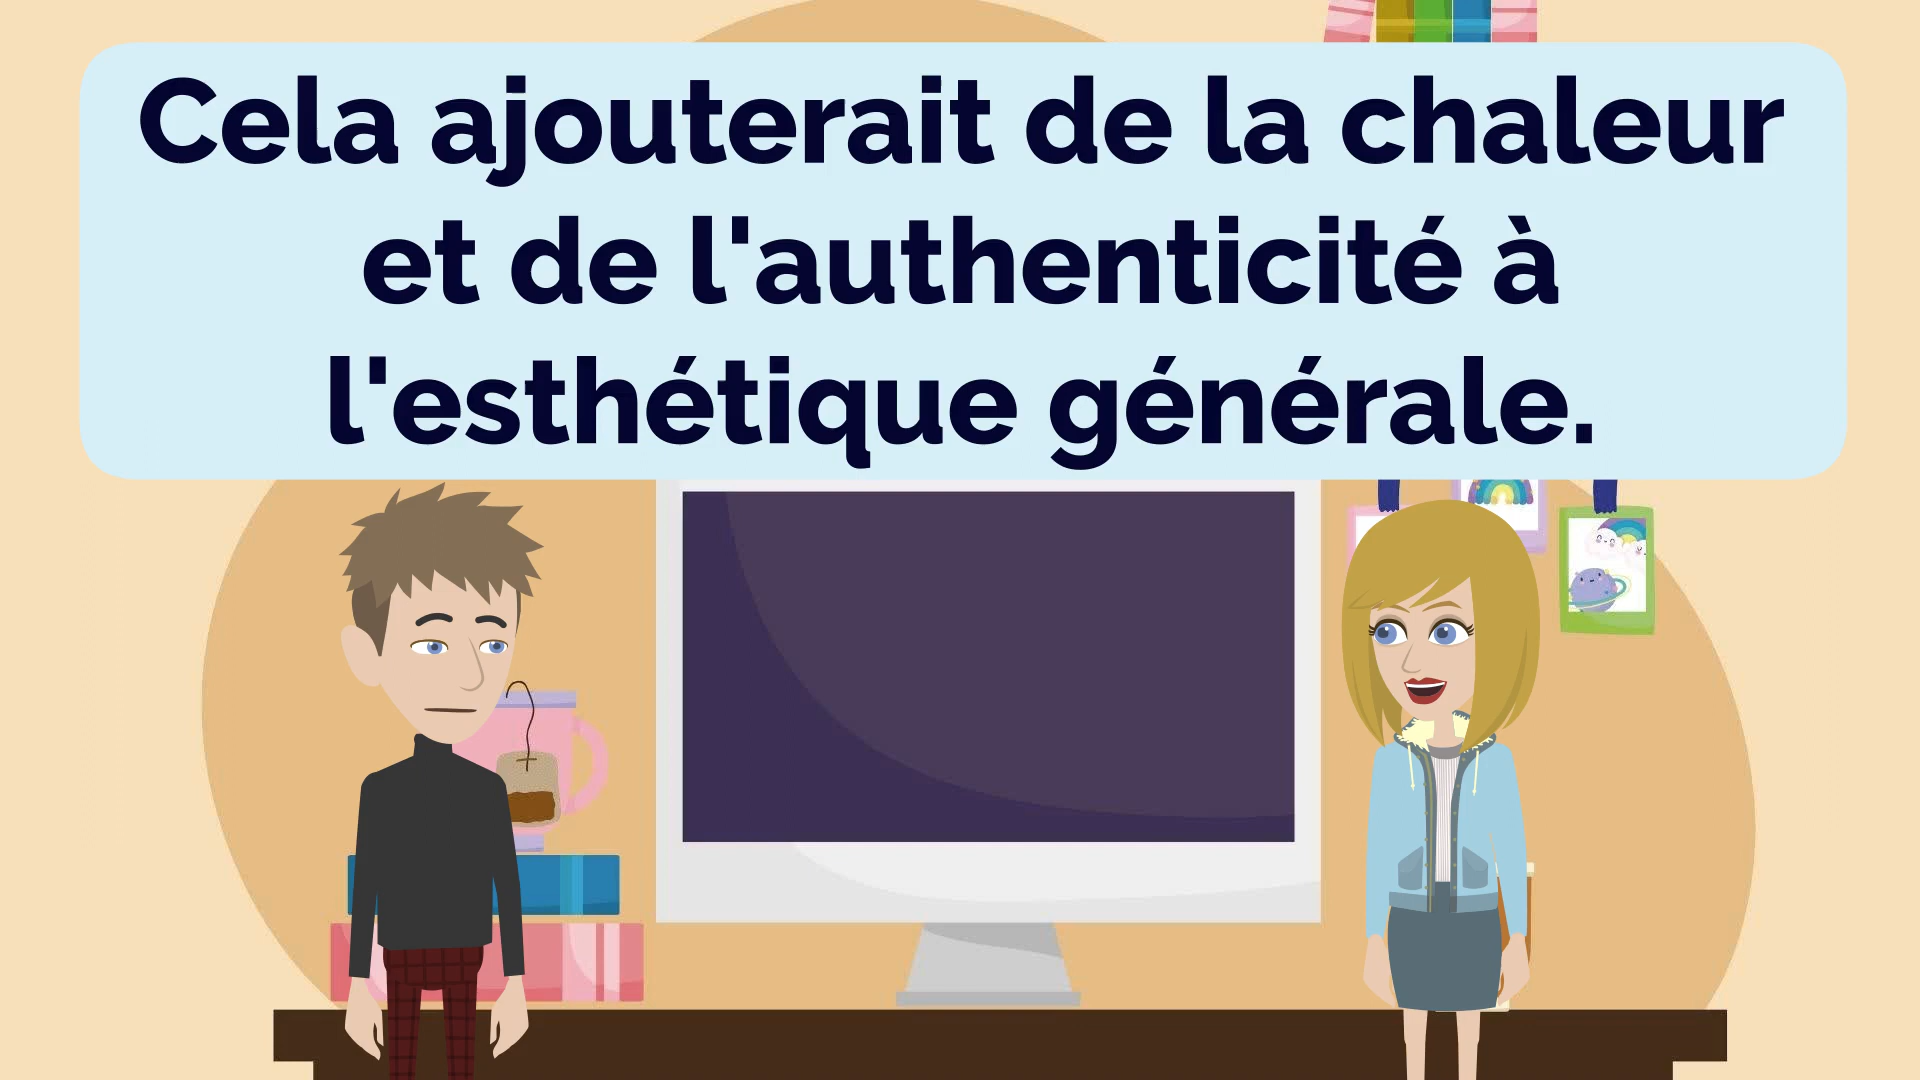 Cela ajouterait de la chaleur
et de l'authenticité à
l'esthétique générale.